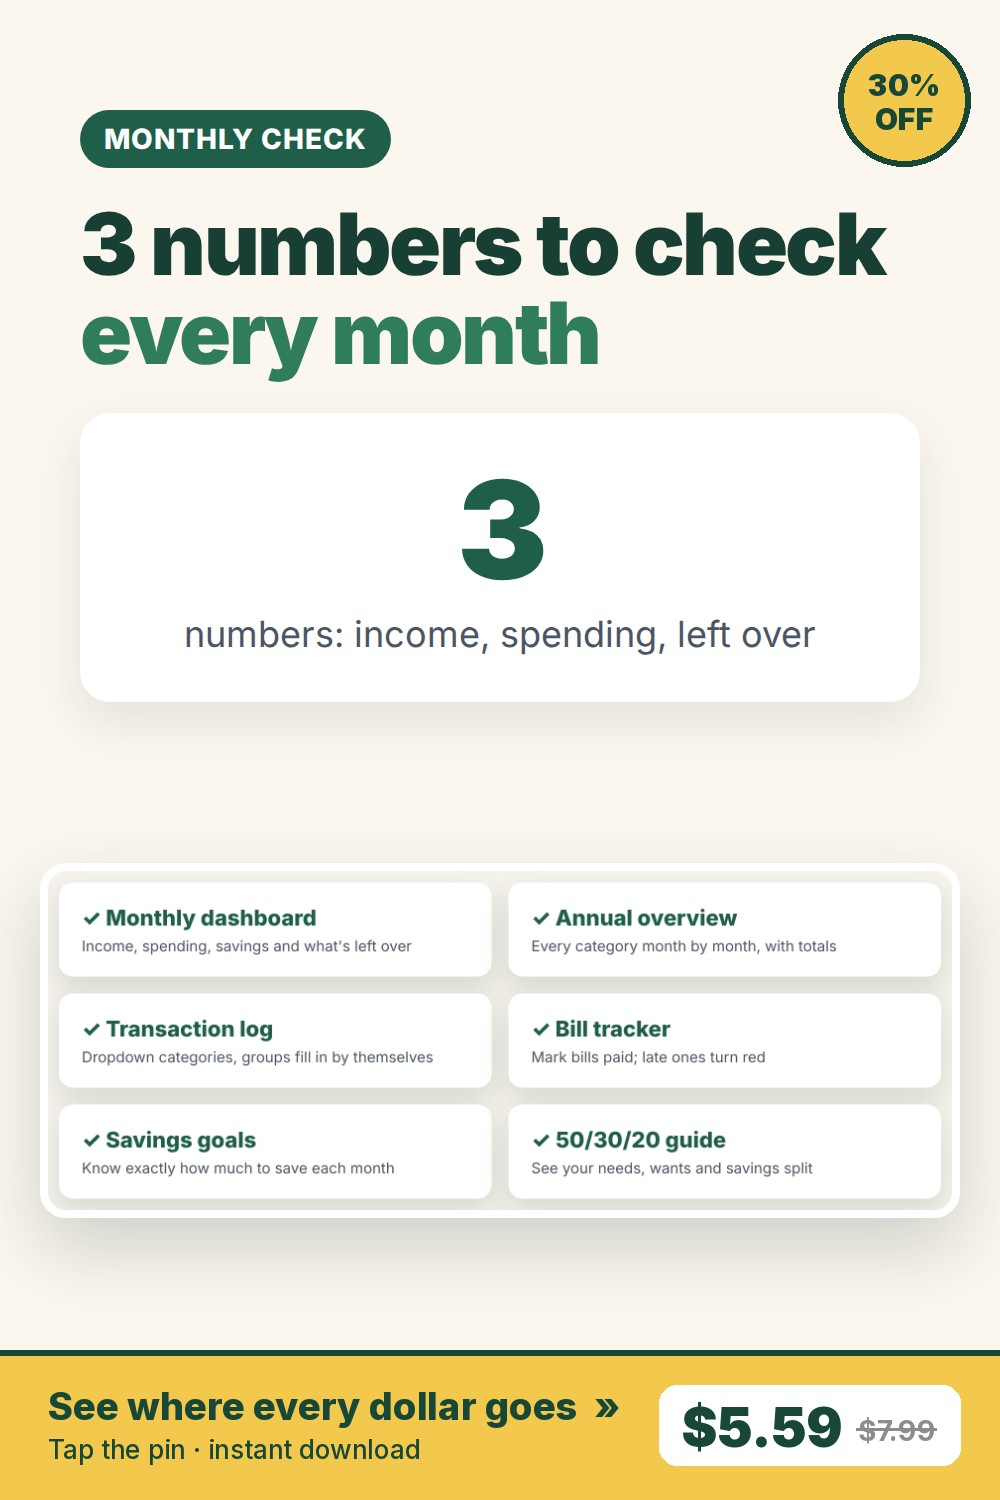 30%
OFF
MONTHLY CHECK
3 numbers to check
every month
3
numbers: income, spending, left over
✓ Monthly dashboard
Income, spending, savings and what's left over
✓ Annual overview
Every category month by month, with totals
✓ Transaction log
Dropdown categories, groups fill in by themselves
✓ Bill tracker
Mark bills paid; late ones turn red
✓ Savings goals
Know exactly how much to save each month
✓ 50/30/20 guide
See your needs, wants and savings split
See where every dollar goes »
Tap the pin · instant download
$5.59 $7.99